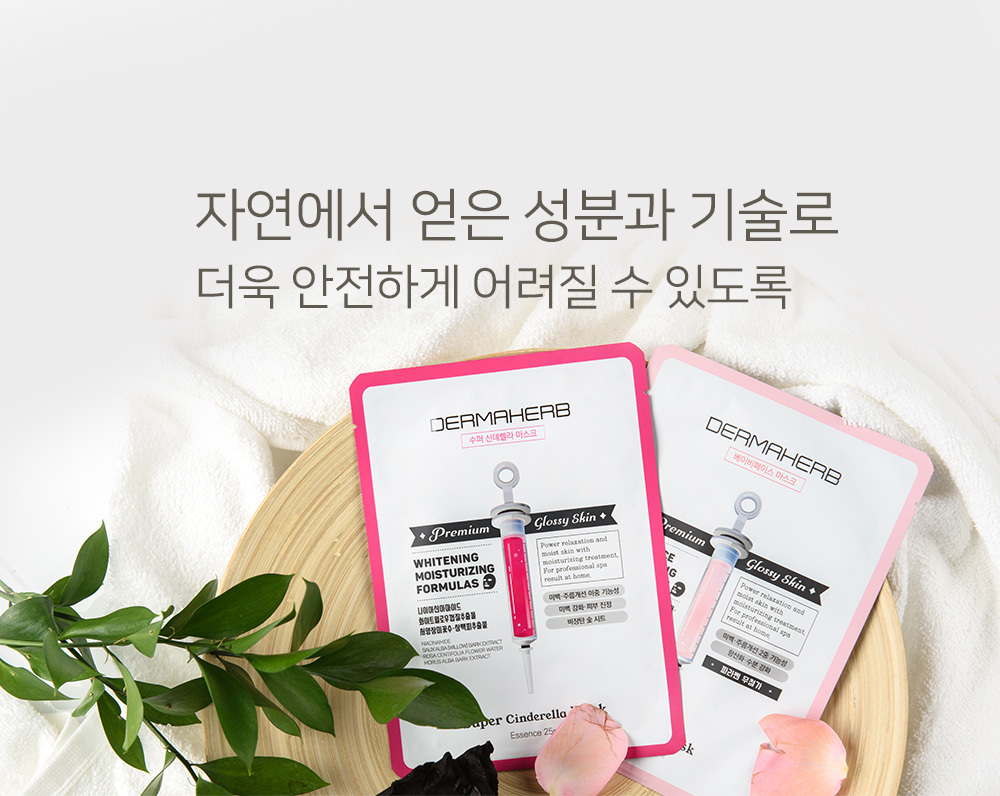 자연에서 얻은 성분과 기술로
더욱 안전하게 어려질 수 있도록
DERMAHERB
수퍼 신데렐라 마스크
Premium Glossy Skin
WHITENING
MOISTURIZING
FORMULAS
나이아신아마이드
화이트윌로우껍질추출물
서양장미꽃수·상백피추출물
NIACINAMIDE
SALIX ALBA (WILLOW) BARK EXTRACT
ROSA CENTIFOLIA FLOWER WATER
MORUS ALBA BARK EXTRACT
Power relaxation and
moist skin with
moisturizing treatment.
For professional spa
result at home.
미백·주름개선 이중 기능성
미백 강화·피부 진정
비장탄 숯 시트
Super Cinderella
Essence
DERMAHERB
베이비페이스 마스크
Premium Glossy Skin
Power relaxation and
moist skin with
moisturizing treatment.
For professional spa
result at home
미백·주름개선 2중 기능성
항산화·수분 강화
파라벤 무첨가